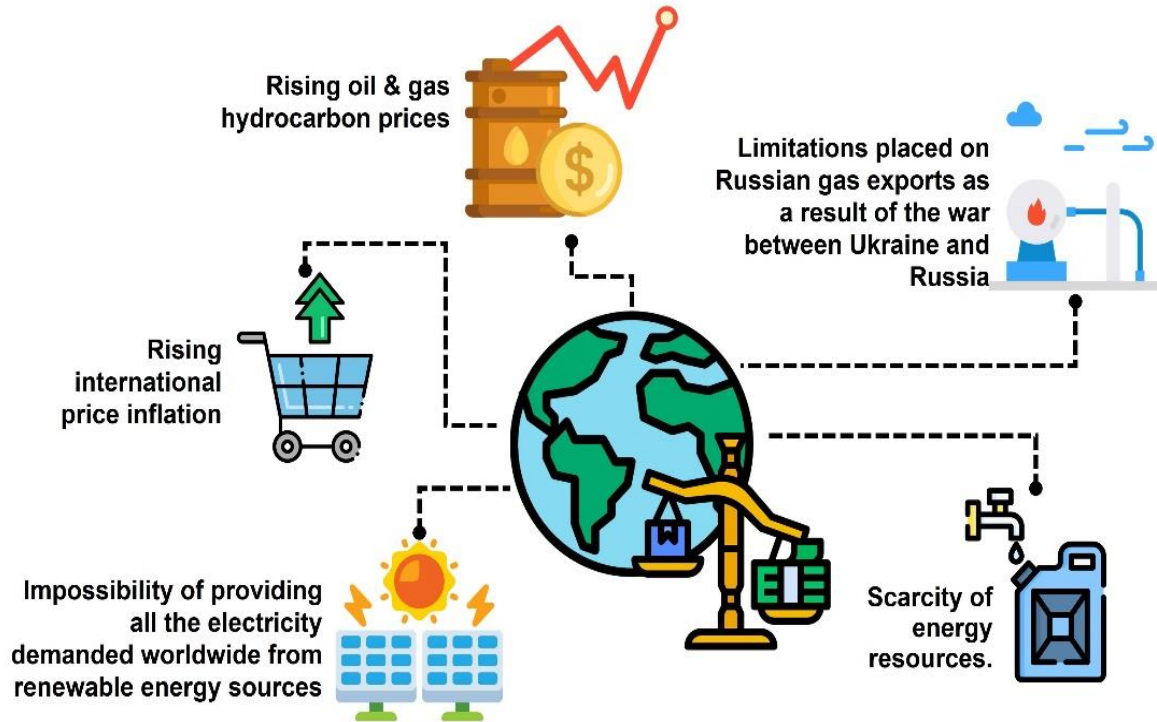 Rising oil & gas
hydrocarbon prices
Limitations placed on
Russian gas exports as
a result of the war
between Ukraine and
Russia
Rising
international
price inflation
Impossibility of providing
all the electricity
demanded worldwide from
renewable energy sources
Scarcity of
energy
resources.
$